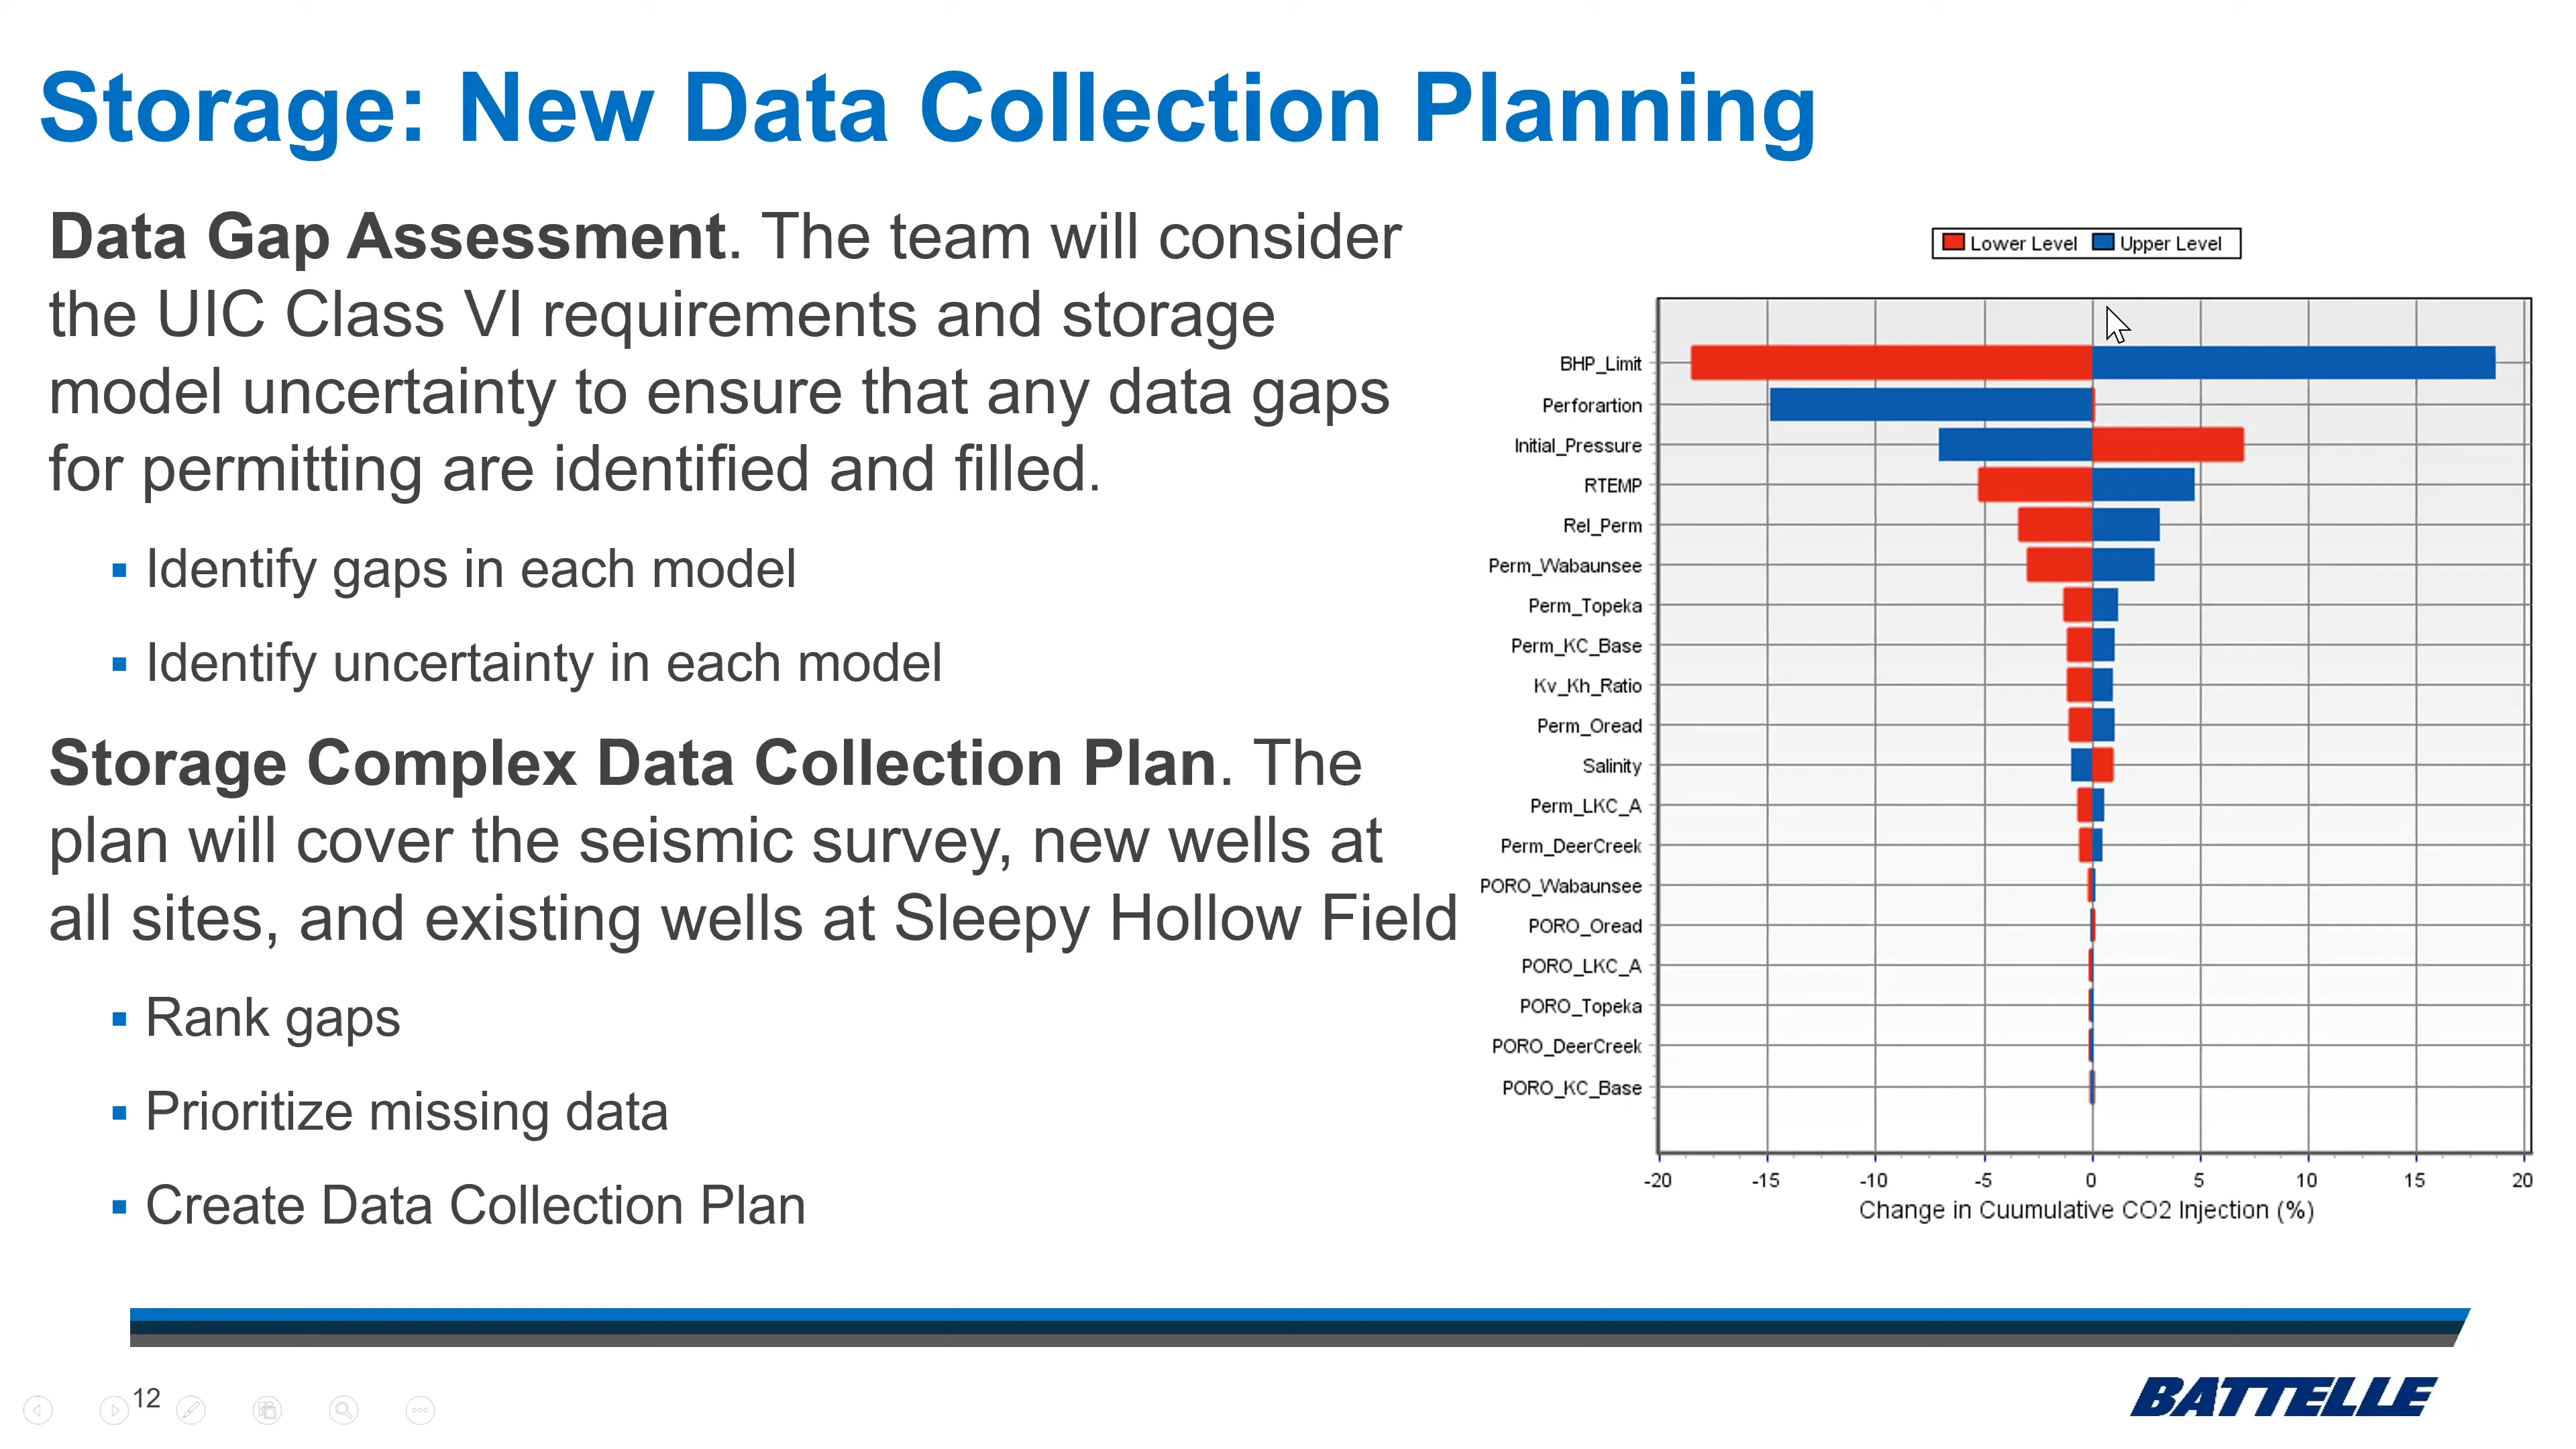 Storage: New Data Collection Planning
Data Gap Assessment. The team will consider
the UIC Class VI requirements and storage
model uncertainty to ensure that any data gaps
for permitting are identified and filled.
▪ Identify gaps in each model
▪ Identify uncertainty in each model
Storage Complex Data Collection Plan. The
plan will cover the seismic survey, new wells at
all sites, and existing wells at Sleepy Hollow Field
▪ Rank gaps
▪ Prioritize missing data
▪ Create Data Collection Plan
Lower Level Upper Level
BHP_Limit
Perforartion
Initial_Pressure
RTEMP
Rel_Perm
Perm_Wabaunsee
Perm_Topeka
Perm_KC_Base
Kv_Kh_Ratio
Perm_Oread
Salinity
Perm_LKC_A
Perm_DeerCreek
PORO_Wabaunsee
PORO_Oread
PORO_LKC_A
PORO_Topeka
PORO_DeerCreek
PORO_KC_Base
-20 -15 -10 -5 0 5 10 15 20
Change in Cuumulative CO2 Injection (%)
12
BATTELLE